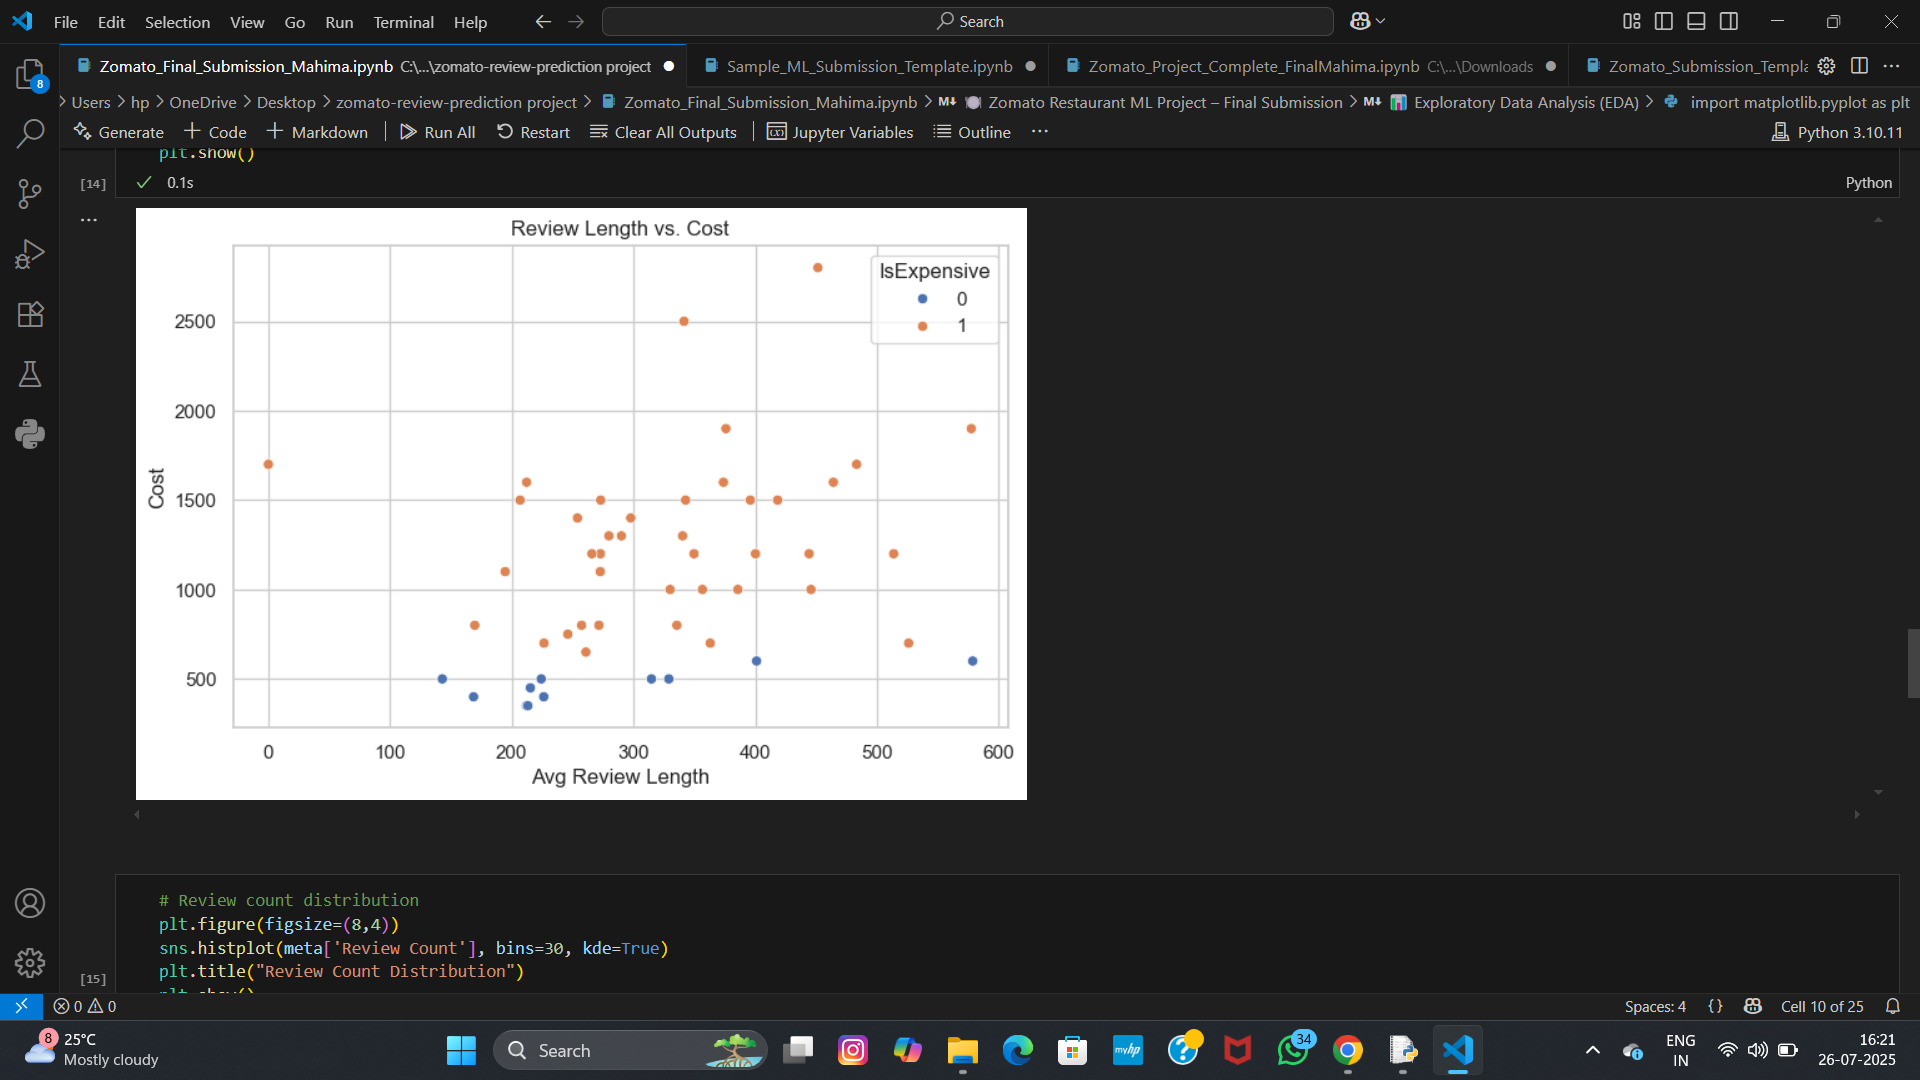 File Edit Selection View Go Run Terminal Help
Search
8
Zomato_Final_Submission_Mahima.ipynb C:\...\zomato-review-prediction project
Sample_ML_Submission_Template.ipynb
Zomato_Project_Complete_FinalMahima.ipynb C:\...\Downloads
Zomato_Submission_Templ
Users > hp > OneDrive > Desktop > zomato-review-prediction project > Zomato_Final_Submission_Mahima.ipynb > M↓ Zomato Restaurant ML Project – Final Submission > M↓ Exploratory Data Analysis (EDA) > import matplotlib.pyplot as plt
Generate + Code + Markdown | Run All Restart Clear All Outputs | Jupyter Variables Outline ...
Python 3.10.11
plt.show()
[14]
0.1s
Python
Review Length vs. Cost
IsExpensive
0
1
2500
2000
1500
1000
500
Cost
0 100 200 300 400 500 600
Avg Review Length
# Review count distribution
plt.figure(figsize=(8,4))
sns.histplot(meta['Review Count'], bins=30, kde=True)
plt.title("Review Count Distribution")
plt.show()
[15]
0 0
Spaces: 4 {} Cell 10 of 25
8
25°C
Mostly cloudy
Search
myhp
34
ENG
IN
16:21
26-07-2025